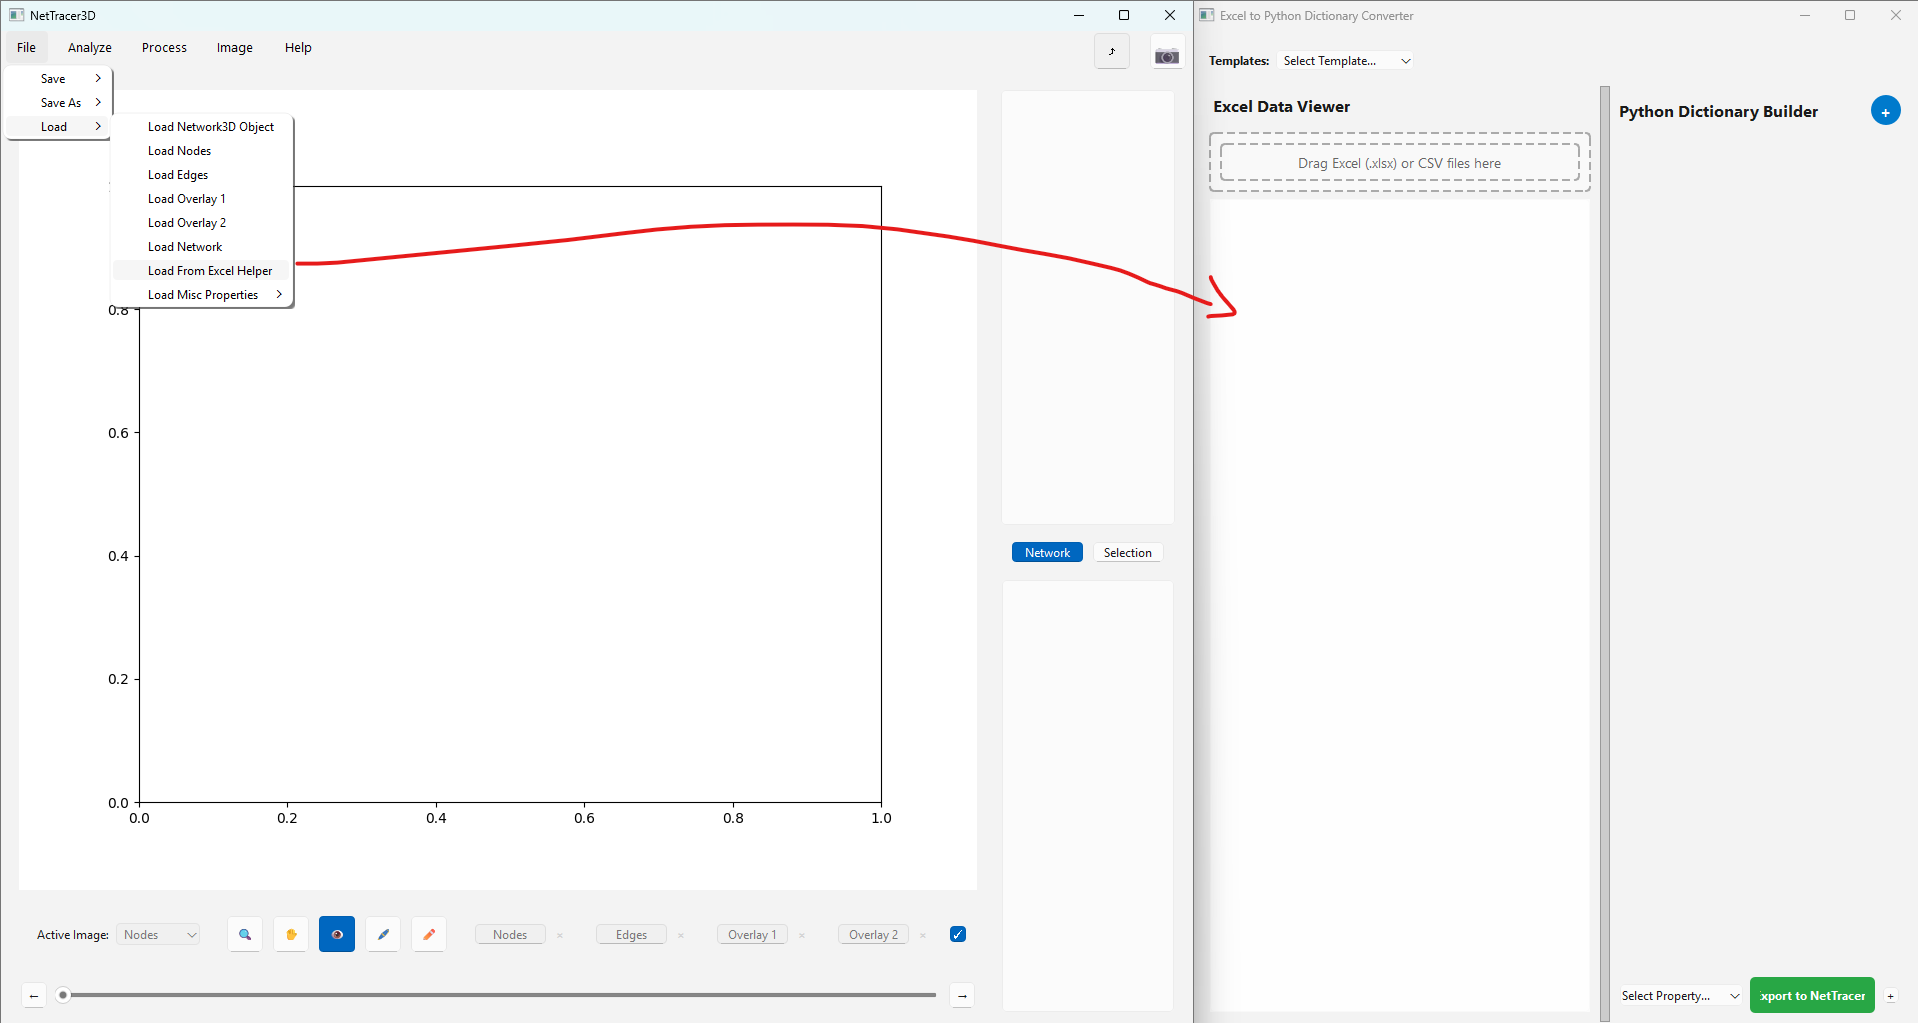 NetTracer3D
File Analyze Process Image Help
Save
Save As
Load
Load Network3D Object
Load Nodes
Load Edges
Load Overlay 1
Load Overlay 2
Load Network
Load From Excel Helper
Load Misc Properties
0.8
0.6
0.4
0.2
0.0
0.0 0.2 0.4 0.6 0.8 1.0
Network Selection
Active Image: Nodes Nodes × Edges × Overlay 1 × Overlay 2 ×
Excel to Python Dictionary Converter
Templates: Select Template...
Excel Data Viewer
Drag Excel (.xlsx) or CSV files here
Python Dictionary Builder +
Select Property... xport to NetTracer +